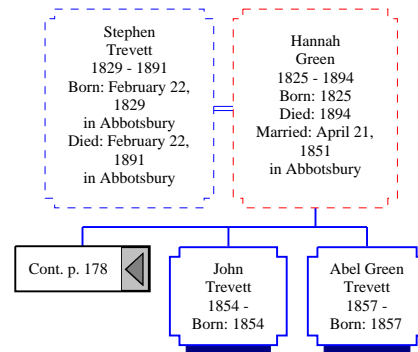 Stephen
Trevett
1829 - 1891
Born: February 22,
1829
in Abbotsbury
Died: February 22,
1891
in Abbotsbury
Hannah
Green
1825 - 1894
Born: 1825
Died: 1894
Married: April 21,
1851
in Abbotsbury
Cont. p. 178
John
Trevett
1854 -
Born: 1854
Abel Green
Trevett
1857 -
Born: 1857